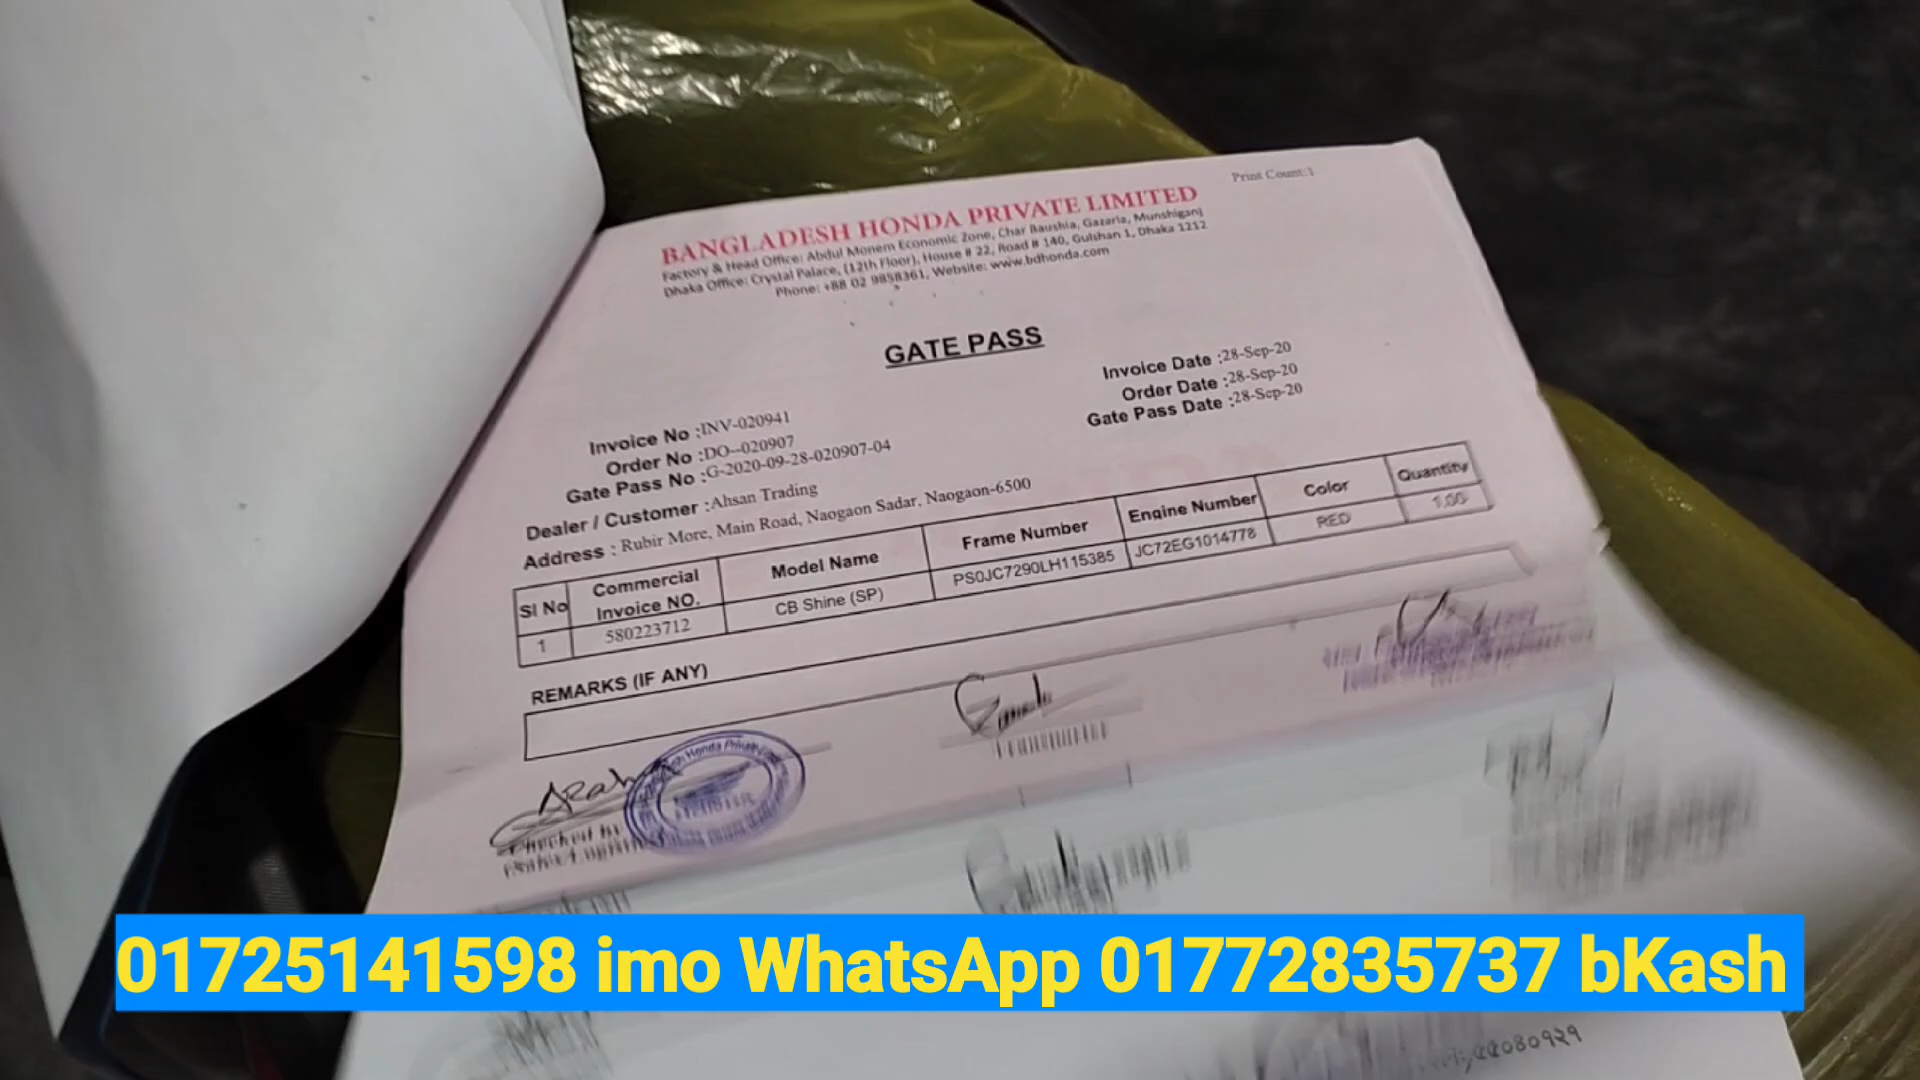 Print Count:1
BANGLADESH HONDA PRIVATE LIMITED
Factory & Head Office: Abdul Monem Economic Zone, Char Baushia, Gazaria, Munshiganj
Dhaka Office: Crystal Palace, (12th Floor), House # 22, Road # 140, Gulshan 1, Dhaka 1212
Phone: +88 02 9858361, Website: www.bdhonda.com
GATE PASS
Invoice No :INV-020941
Order No :DO--020907
Gate Pass No :G-2020-09-28-020907-04
Invoice Date :28-Sep-20
Order Date :28-Sep-20
Gate Pass Date :28-Sep-20
Dealer / Customer :Ahsan Trading
Address : Rubir More, Main Road, Naogaon Sadar, Naogaon-6500
Sl No Commercial Invoice NO. Model Name Frame Number Engine Number Color Quantity
1 580223712 CB Shine (SP) PS0JC7290LH115385 JC72EG1014778 RED 1.00
REMARKS (IF ANY)
Checked by
01725141598 imo WhatsApp 01772835737 bKash